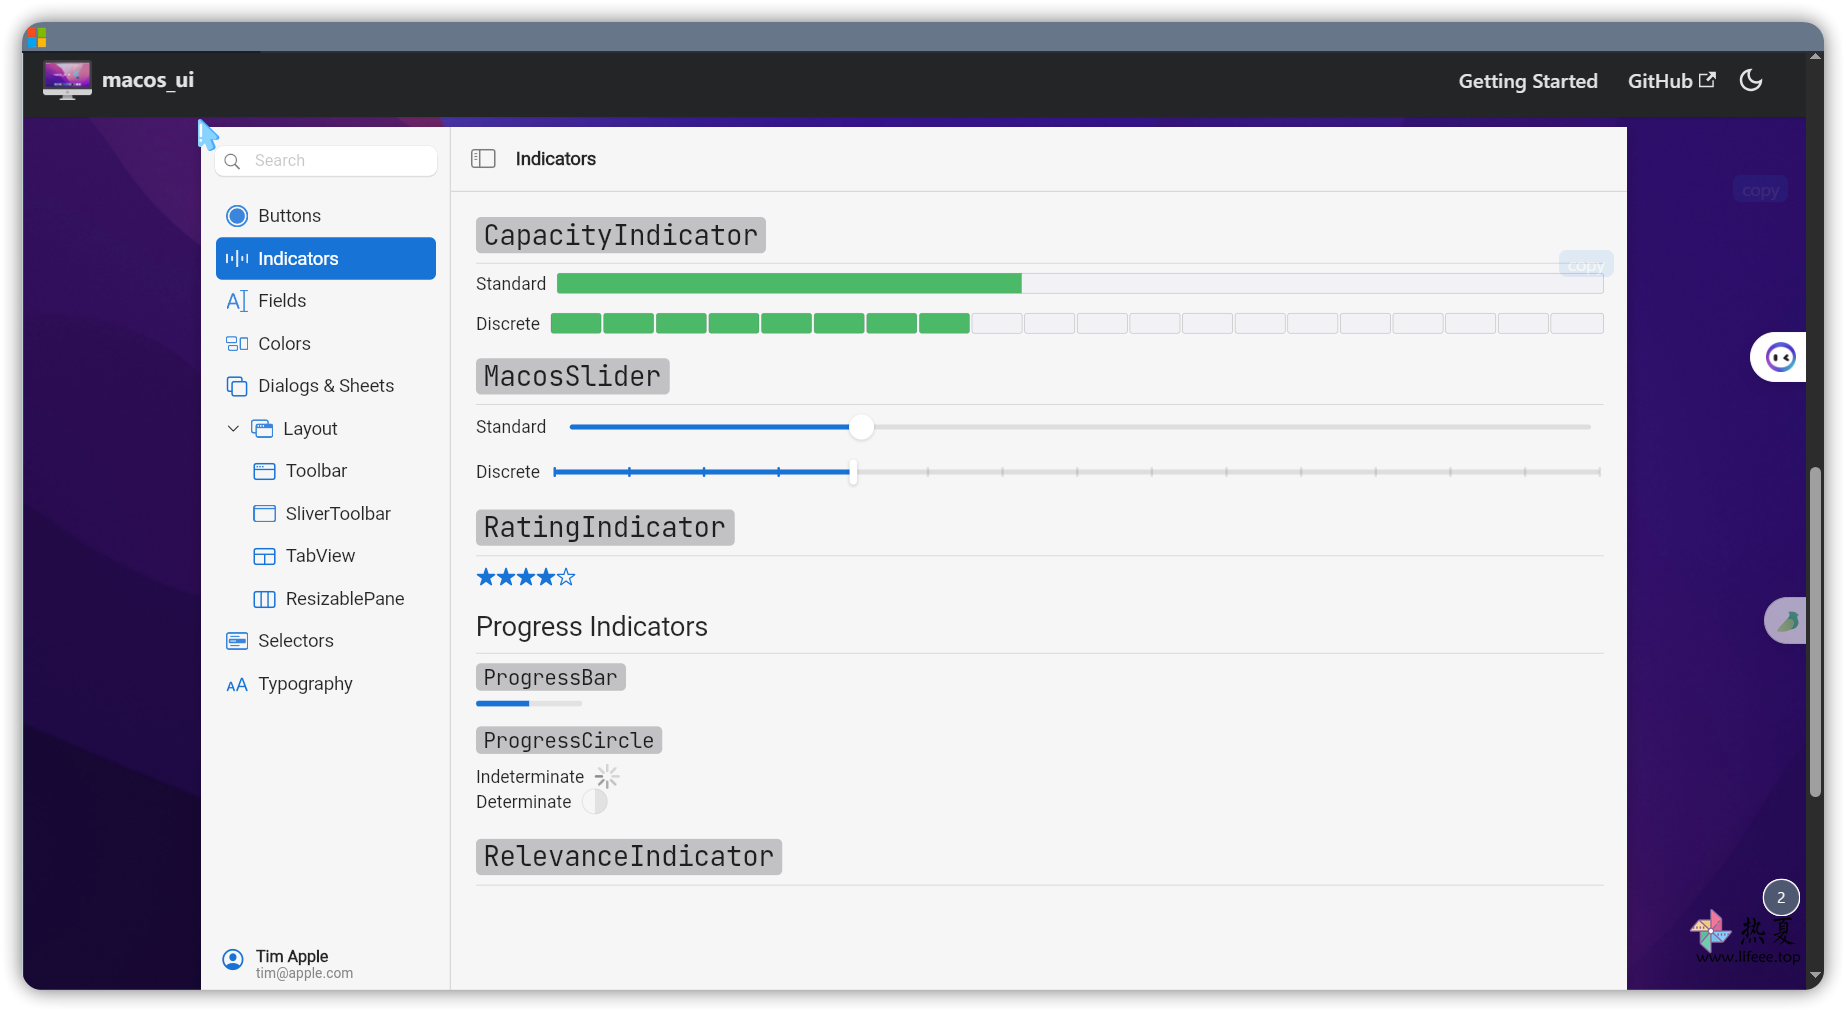 macos_ui
Getting Started
GitHub
Search
Buttons
Indicators
Fields
Colors
Dialogs & Sheets
Layout
Toolbar
SliverToolbar
TabView
ResizablePane
Selectors
Typography
Tim Apple
tim@apple.com
Indicators
CapacityIndicator
Standard
Discrete
MacosSlider
Standard
Discrete
RatingIndicator
Progress Indicators
ProgressBar
ProgressCircle
Indeterminate
Determinate
RelevanceIndicator
copy
copy
2
热夏
www.lifeee.top